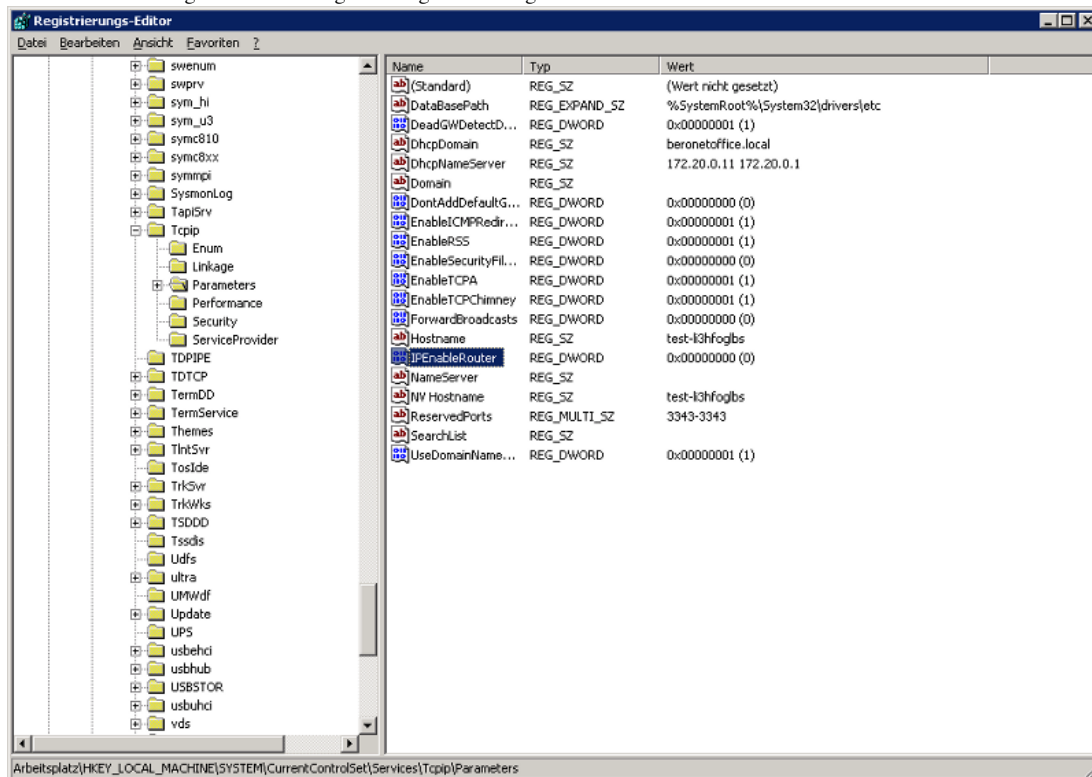 Registrierungs-Editor
Datei Bearbeiten Ansicht Favoriten ?
swenum
swprv
sym_hi
sym_u3
symc810
symc8xx
symmpi
SysmonLog
TapiSrv
Tcpip
Enum
Linkage
Parameters
Performance
Security
ServiceProvider
TDPIPE
TDTCP
TermDD
TermService
Themes
TlntSvr
TosIde
TrkSvr
TrkWks
TSDDD
Tssdis
Udfs
ultra
UMWdf
Update
UPS
usbehci
usbhub
USBSTOR
usbuhci
vds
Name Typ Wert
(Standard) REG_SZ (Wert nicht gesetzt)
DataBasePath REG_EXPAND_SZ %SystemRoot%\System32\drivers\etc
DeadGWDetectD... REG_DWORD 0x00000001 (1)
DhcpDomain REG_SZ beronetoffice.local
DhcpNameServer REG_SZ 172.20.0.11 172.20.0.1
Domain REG_SZ
DontAddDefaultG... REG_DWORD 0x00000000 (0)
EnableICMPRedir... REG_DWORD 0x00000001 (1)
EnableRSS REG_DWORD 0x00000001 (1)
EnableSecurityFil... REG_DWORD 0x00000000 (0)
EnableTCPA REG_DWORD 0x00000001 (1)
EnableTCPChimney REG_DWORD 0x00000001 (1)
ForwardBroadcasts REG_DWORD 0x00000000 (0)
Hostname REG_SZ test-li3hfoglbs
IPEnableRouter REG_DWORD 0x00000000 (0)
NameServer REG_SZ
NV Hostname REG_SZ test-li3hfoglbs
ReservedPorts REG_MULTI_SZ 3343-3343
SearchList REG_SZ
UseDomainName... REG_DWORD 0x00000001 (1)
Arbeitsplatz\HKEY_LOCAL_MACHINE\SYSTEM\CurrentControlSet\Services\Tcpip\Parameters